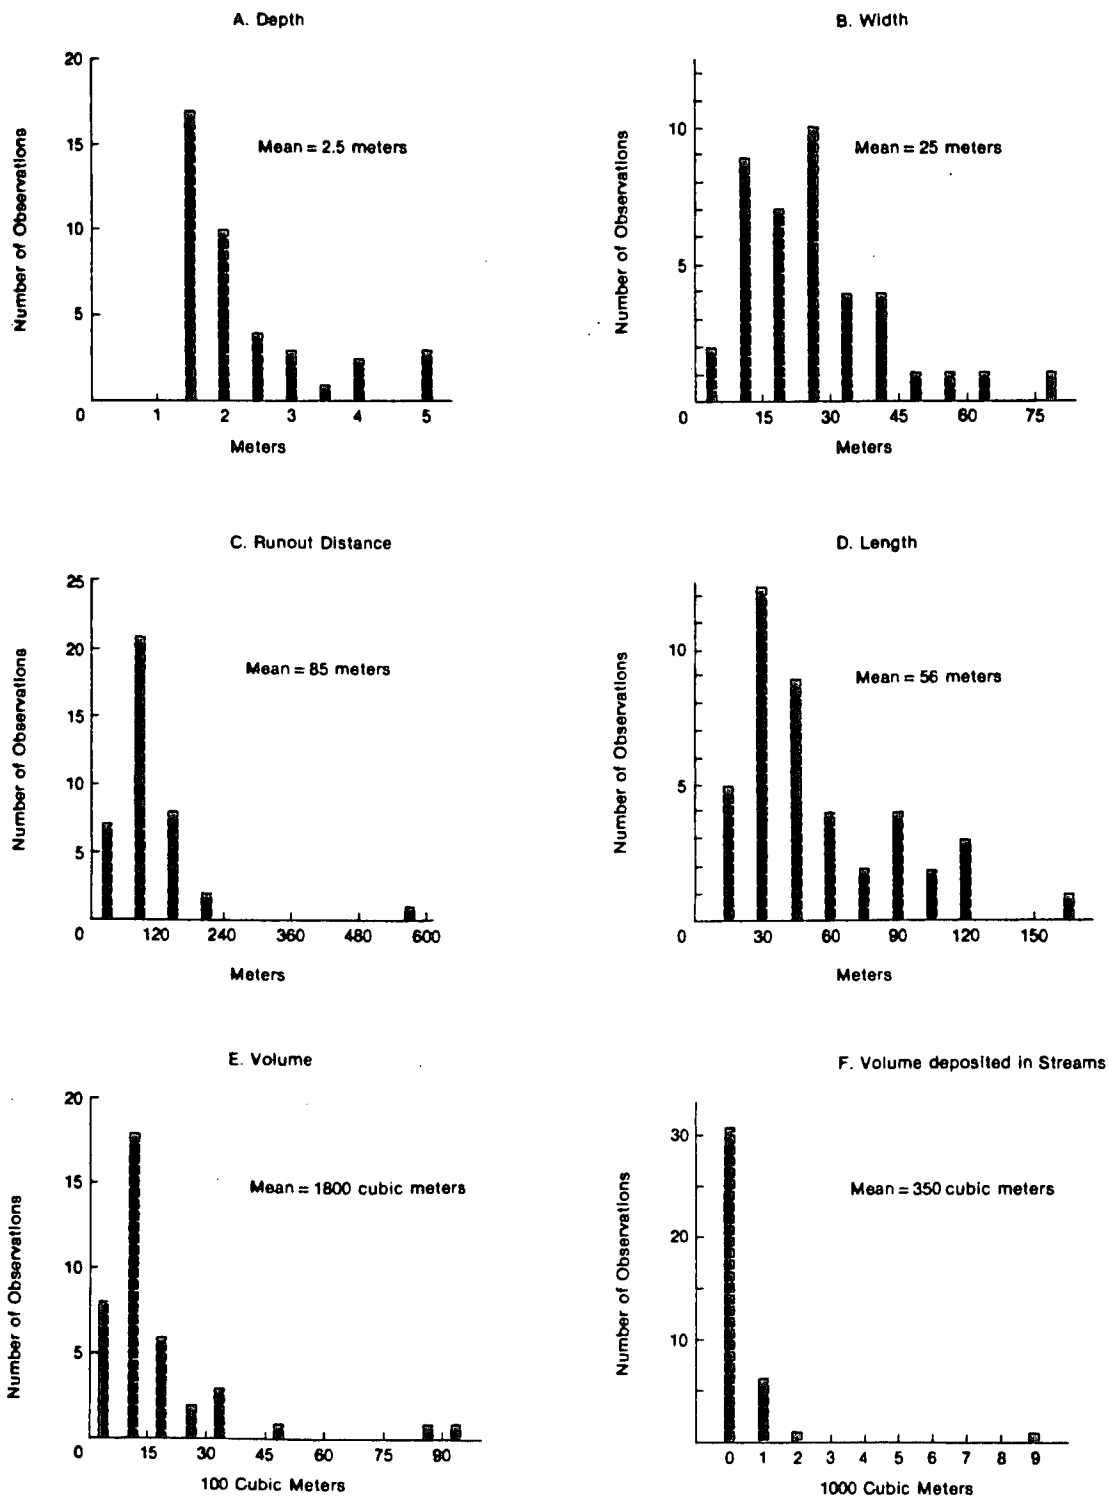 A. Depth
20
15
10
5
0
1
2
3
4
5
Number of Observations
Mean = 2.5 meters
Meters
B. Width
10
5
0
15
30
45
60
75
Number of Observations
Mean = 25 meters
Meters
C. Runout Distance
25
20
15
10
5
0
120
240
360
480
600
Number of Observations
Mean = 85 meters
Meters
D. Length
10
5
0
30
60
90
120
150
Number of Observations
Mean = 56 meters
Meters
E. Volume
20
15
10
5
0
15
30
45
60
75
90
Number of Observations
Mean = 1800 cubic meters
100 Cubic Meters
F. Volume deposited in Streams
30
20
10
0
1
2
3
4
5
6
7
8
9
Number of Observations
Mean = 350 cubic meters
1000 Cubic Meters